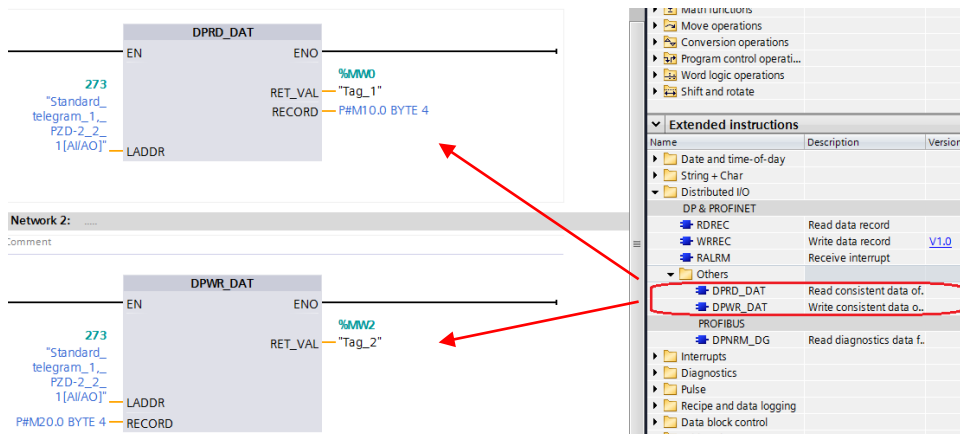 DPRD_DAT
EN
ENO
%MW0
273
RET_VAL
"Tag_1"
"Standard_
telegram_1,_
PZD-2_2_
1[AI/AO]"
RECORD
P#M10.0 BYTE 4
LADDR
Network 2:
Comment
DPWR_DAT
EN
ENO
%MW2
273
RET_VAL
"Tag_2"
"Standard_
telegram_1,_
PZD-2_2_
1[AI/AO]"
LADDR
P#M20.0 BYTE 4
RECORD
Math functions
Move operations
Conversion operations
Program control operati...
Word logic operations
Shift and rotate
Extended instructions
Name Description Version
Date and time-of-day
String + Char
Distributed I/O
DP & PROFINET
RDREC Read data record
WRREC Write data record V1.0
RALRM Receive interrupt
Others
DPRD_DAT Read consistent data of.
DPWR_DAT Write consistent data o..
PROFIBUS
DPNRM_DG Read diagnostics data f..
Interrupts
Diagnostics
Pulse
Recipe and data logging
Data block control